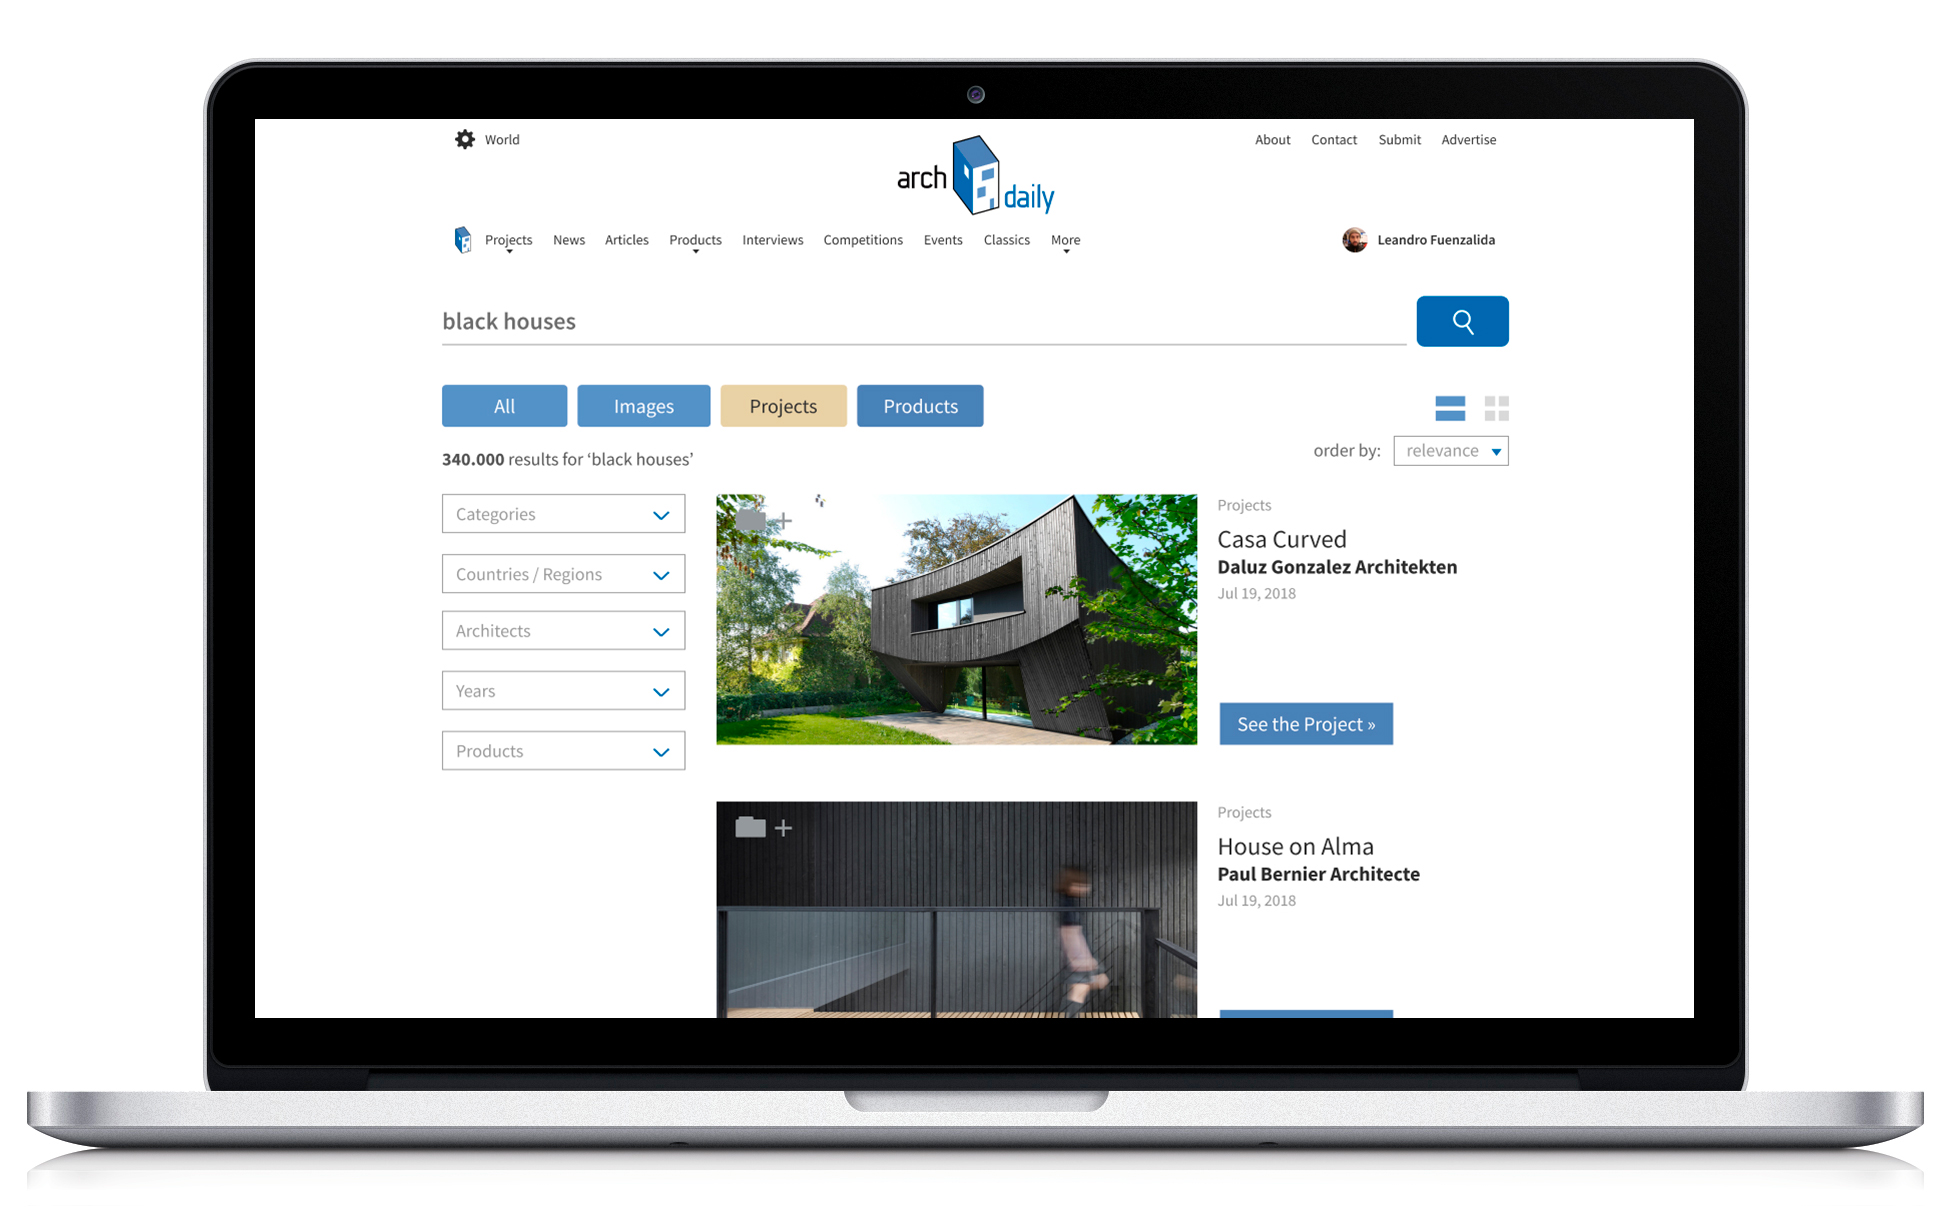 World
About Contact Submit Advertise
arch daily
Projects News Articles Products Interviews Competitions Events Classics More
Leandro Fuenzalida
black houses
All Images Projects Products
340.000 results for ‘black houses’
order by: relevance
Categories
Countries / Regions
Architects
Years
Products
Projects
Casa Curved
Daluz Gonzalez Architekten
Jul 19, 2018
See the Project »
Projects
House on Alma
Paul Bernier Architecte
Jul 19, 2018